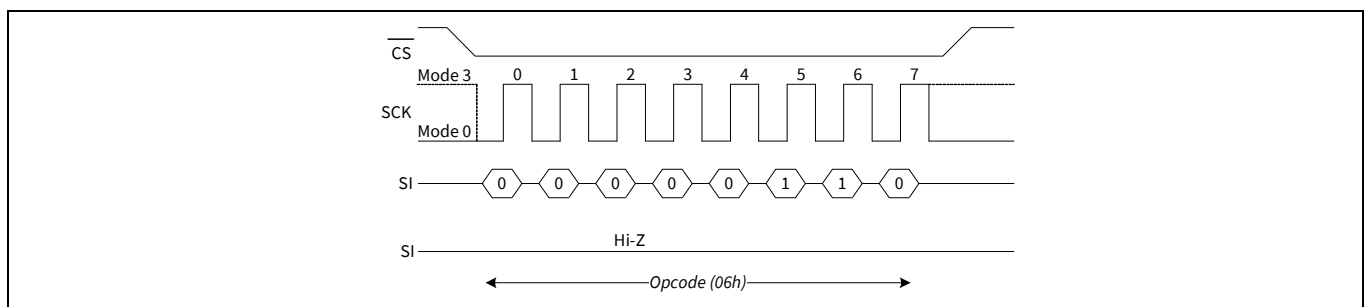 CS
Mode 3 0 1 2 3 4 5 6 7
SCK
Mode 0
SI 0 0 0 0 0 1 1 0
Hi-Z
SI
Opcode (06h)